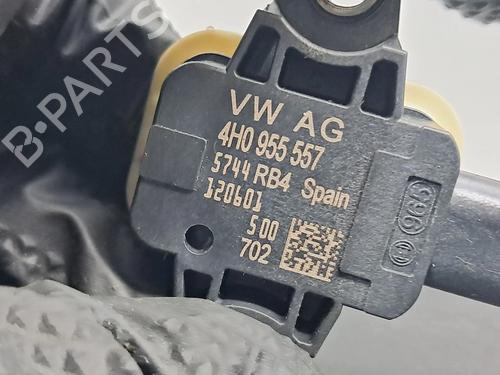 B-PARTS
VW AG
4H0 955 557
5744 RB4 Spain
120601
500
702